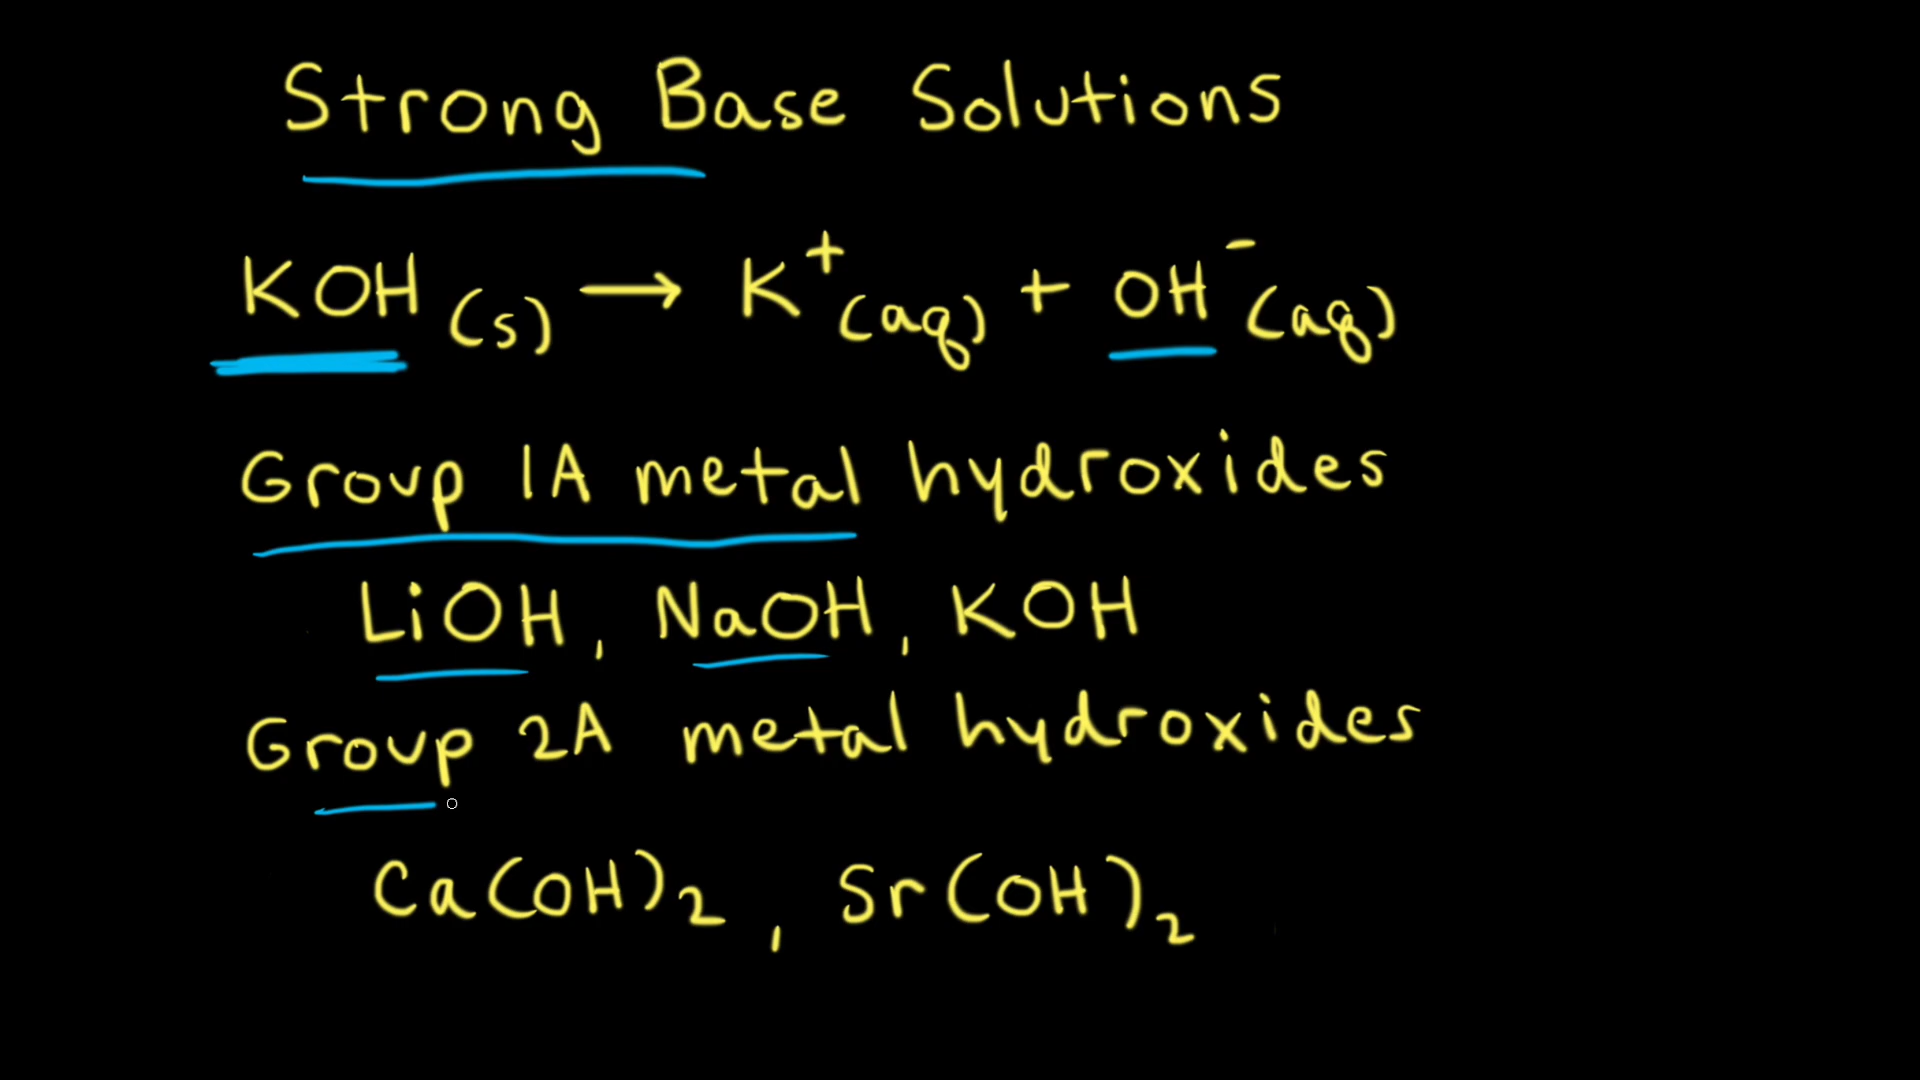 Strong Base Solutions
KOH(s) → K⁺(aq) + OH⁻(aq)
Group 1A metal hydroxides
LiOH, NaOH, KOH
Group 2A metal hydroxides
Ca(OH)₂, Sr(OH)₂